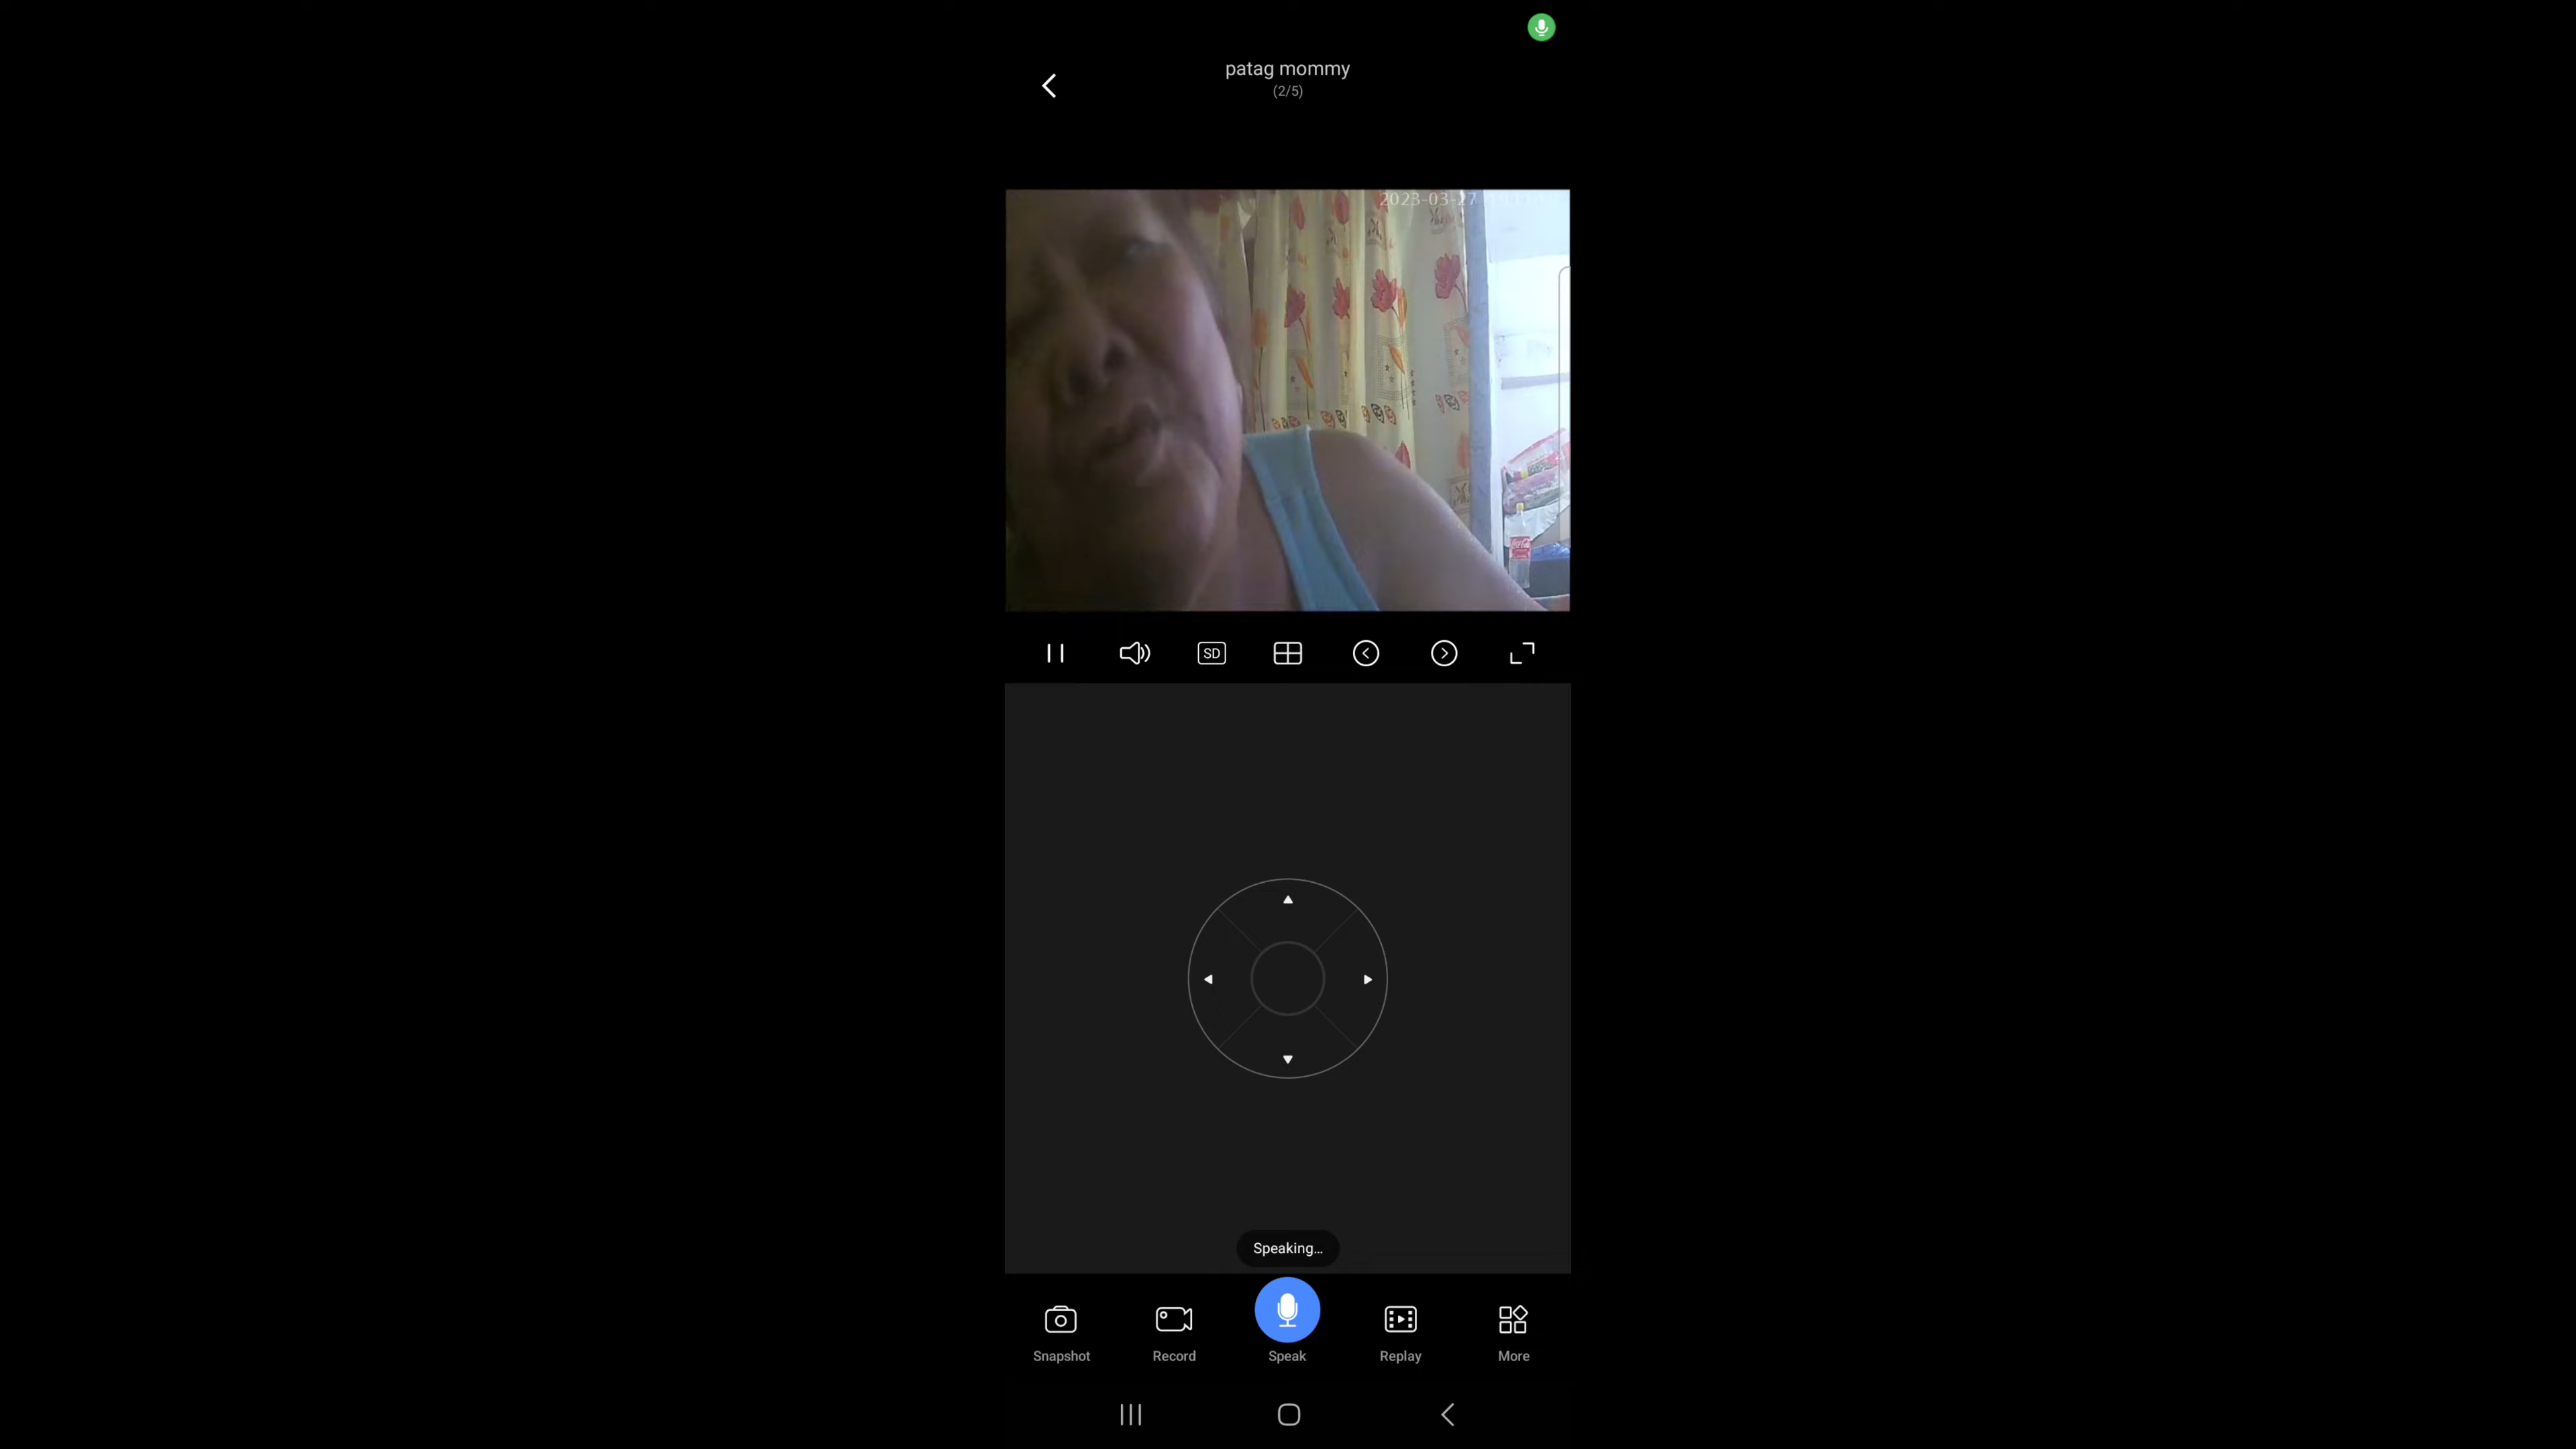 patag mommy
(2/5)
2023-03-27
SD
Speaking...
Snapshot
Record
Speak
Replay
More